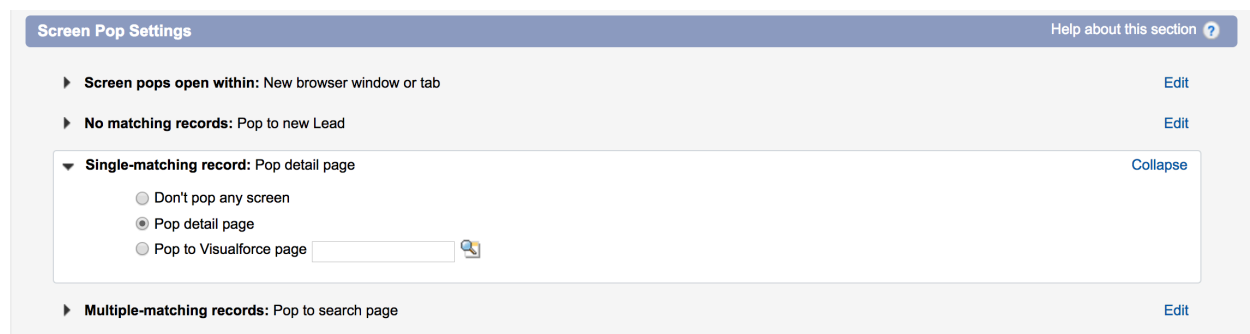 Screen Pop Settings Help about this section ?
Screen pops open within: New browser window or tab Edit
No matching records: Pop to new Lead Edit
Single-matching record: Pop detail page Collapse
Don't pop any screen
Pop detail page
Pop to Visualforce page
Multiple-matching records: Pop to search page Edit